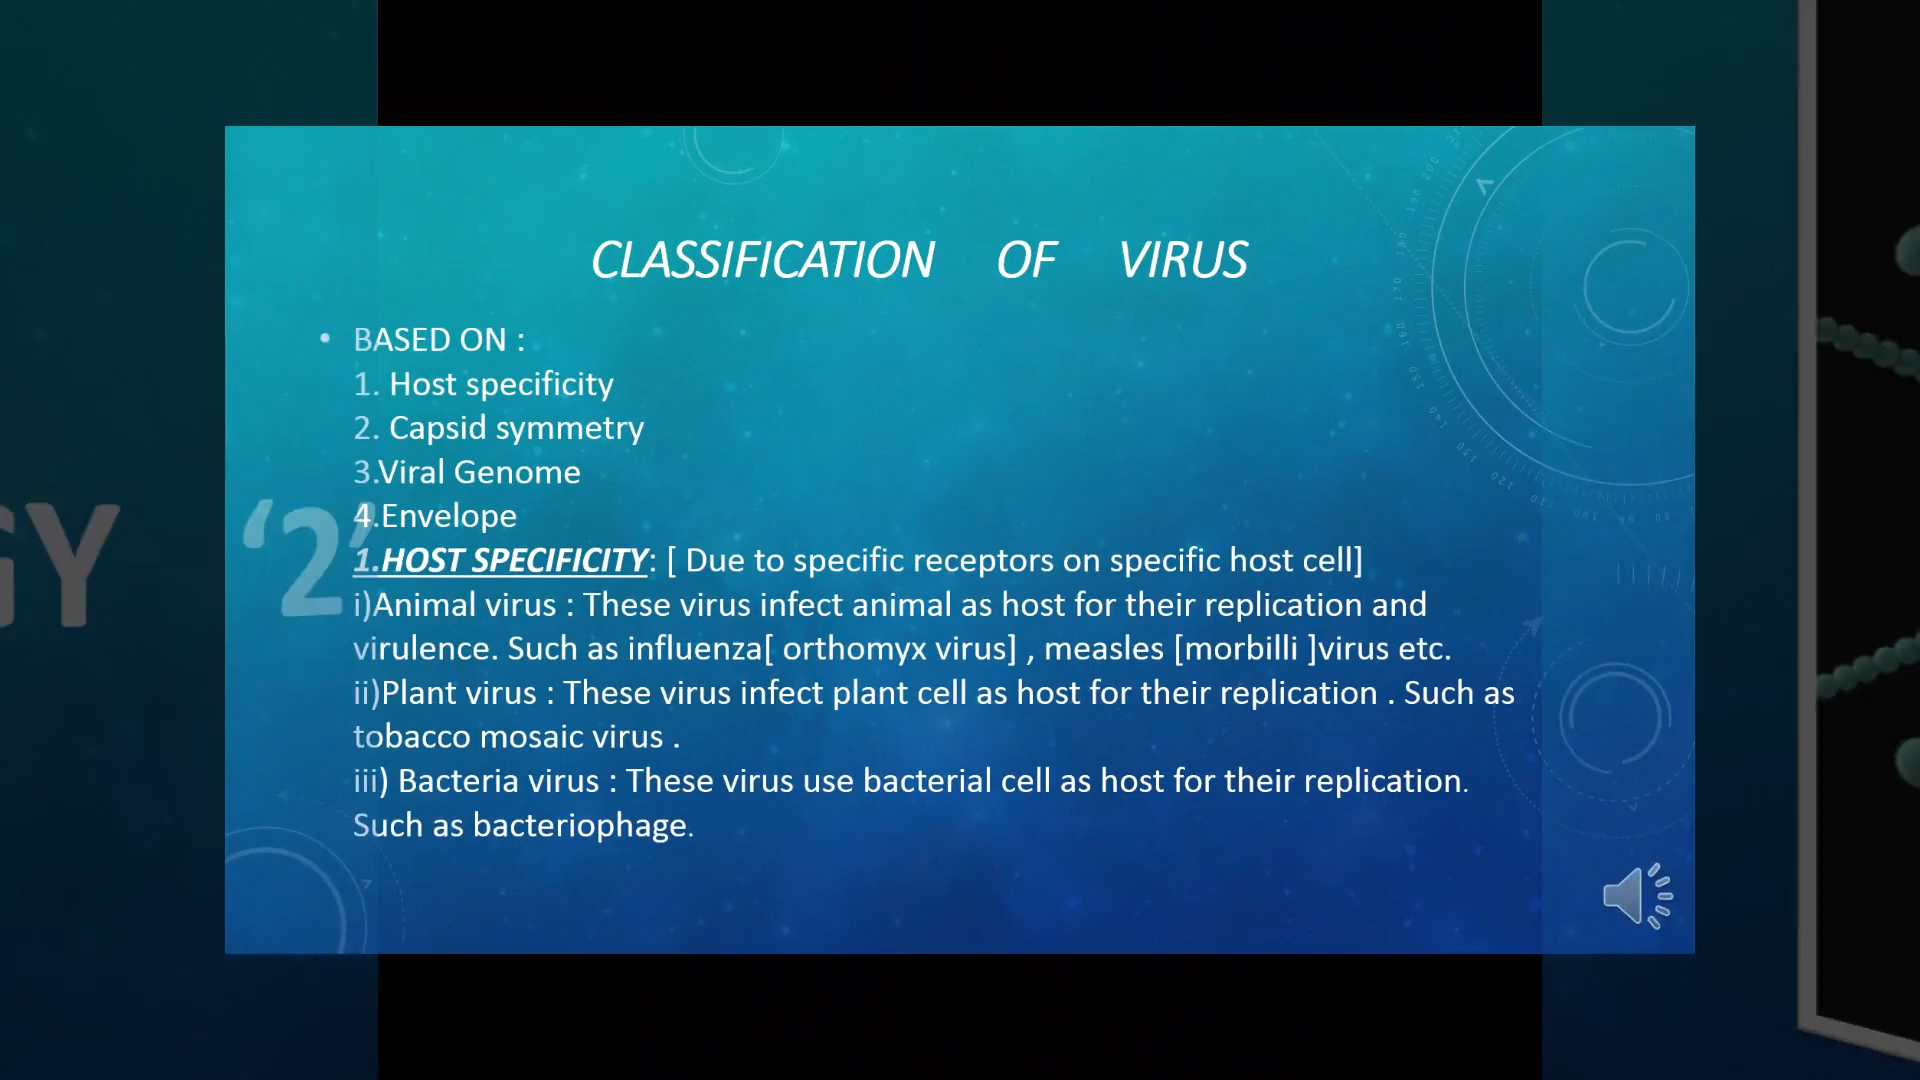 CLASSIFICATION OF VIRUS
• BASED ON :
1. Host specificity
2. Capsid symmetry
3.Viral Genome
4.Envelope
1.HOST SPECIFICITY: [ Due to specific receptors on specific host cell]
i)Animal virus : These virus infect animal as host for their replication and
virulence. Such as influenza[ orthomyx virus] , measles [morbilli ]virus etc.
ii)Plant virus : These virus infect plant cell as host for their replication . Such as
tobacco mosaic virus .
iii) Bacteria virus : These virus use bacterial cell as host for their replication.
Such as bacteriophage.
GY ‘2’